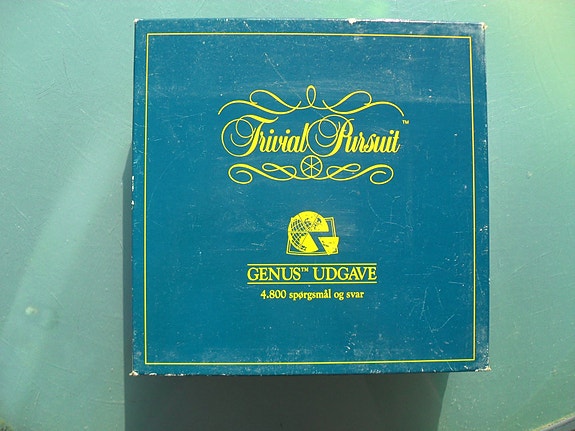 Trivial Pursuit™
GENUS™ UDGAVE
4.800 spørgsmål og svar